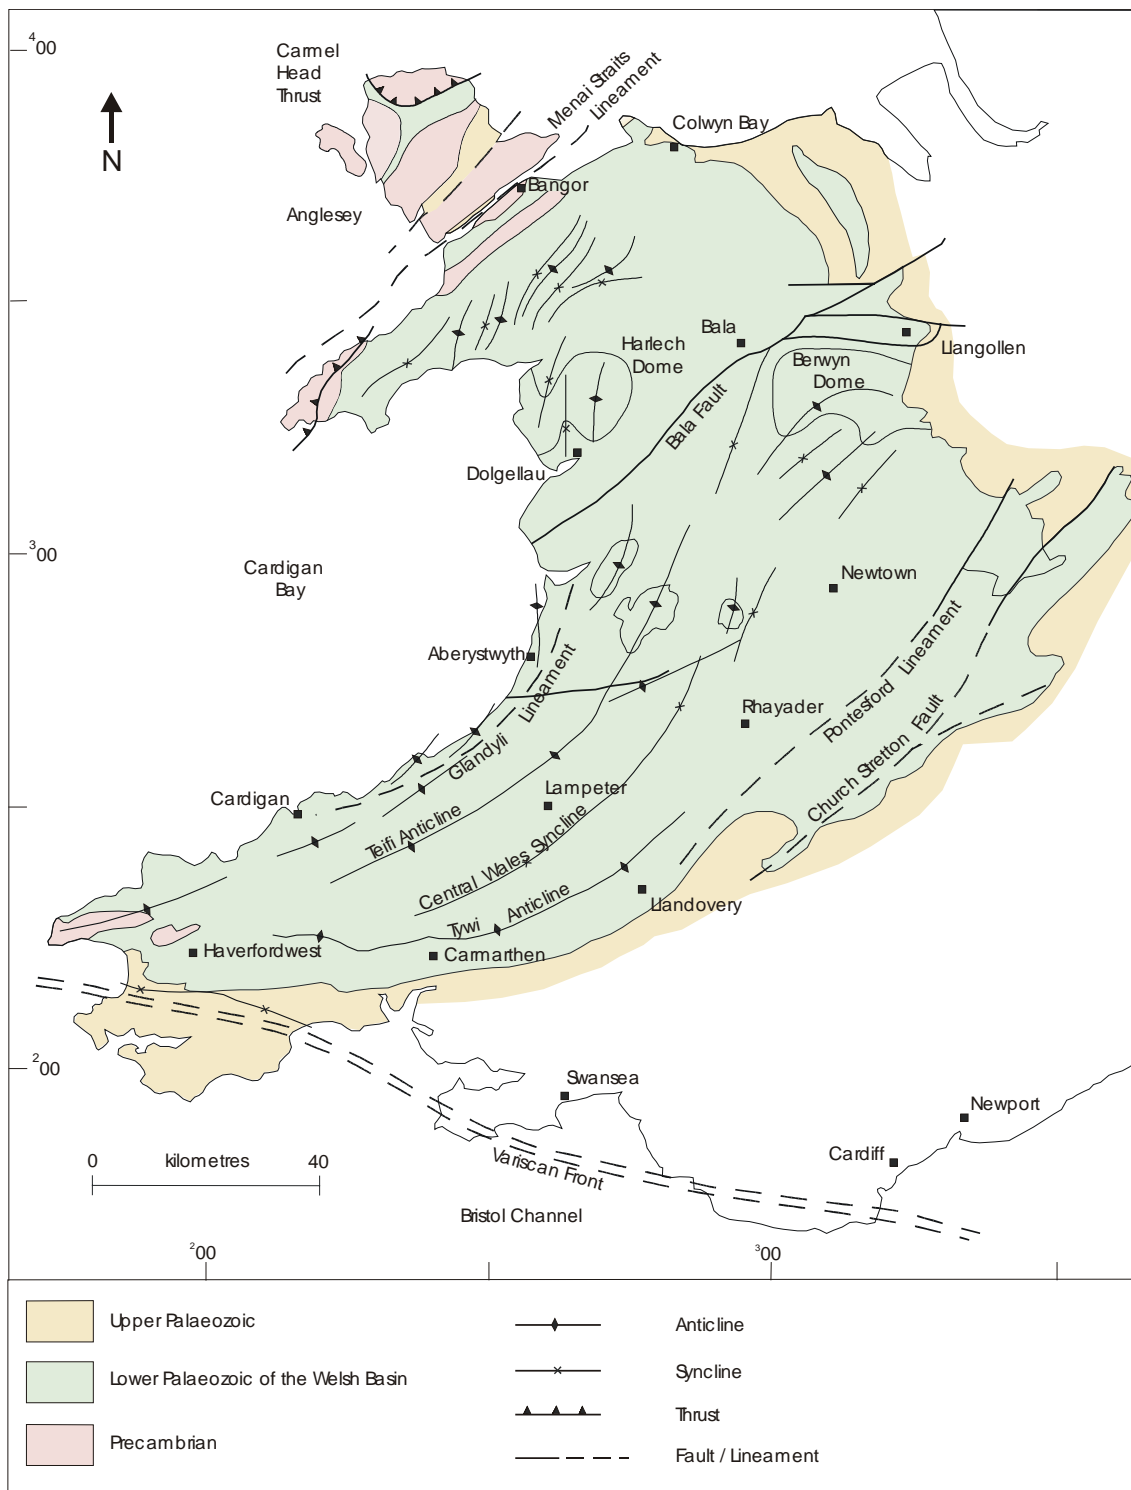 400
Carmel
Head
Thrust
Menai Straits
Lineament
Colwyn Bay
N
Bangor
Anglesey
Bala
Harlech
Dome
Llangollen
Berwyn
Dome
Bala Fault
Dolgellau
300
Cardigan
Bay
Newtown
Aberystwyth
Glandyli
Lineament
Rhayader
Pontesford Lineament
Church Stretton Fault
Cardigan
Lampeter
Teifi Anticline
Central Wales Syncline
Tywi Anticline
Llandovery
Haverfordwest
Carmarthen
200
Swansea
Newport
Cardiff
0 kilometres 40
Variscan Front
Bristol Channel
200
300
Upper Palaeozoic
Anticline
Lower Palaeozoic of the Welsh Basin
Syncline
Thrust
Precambrian
Fault / Lineament